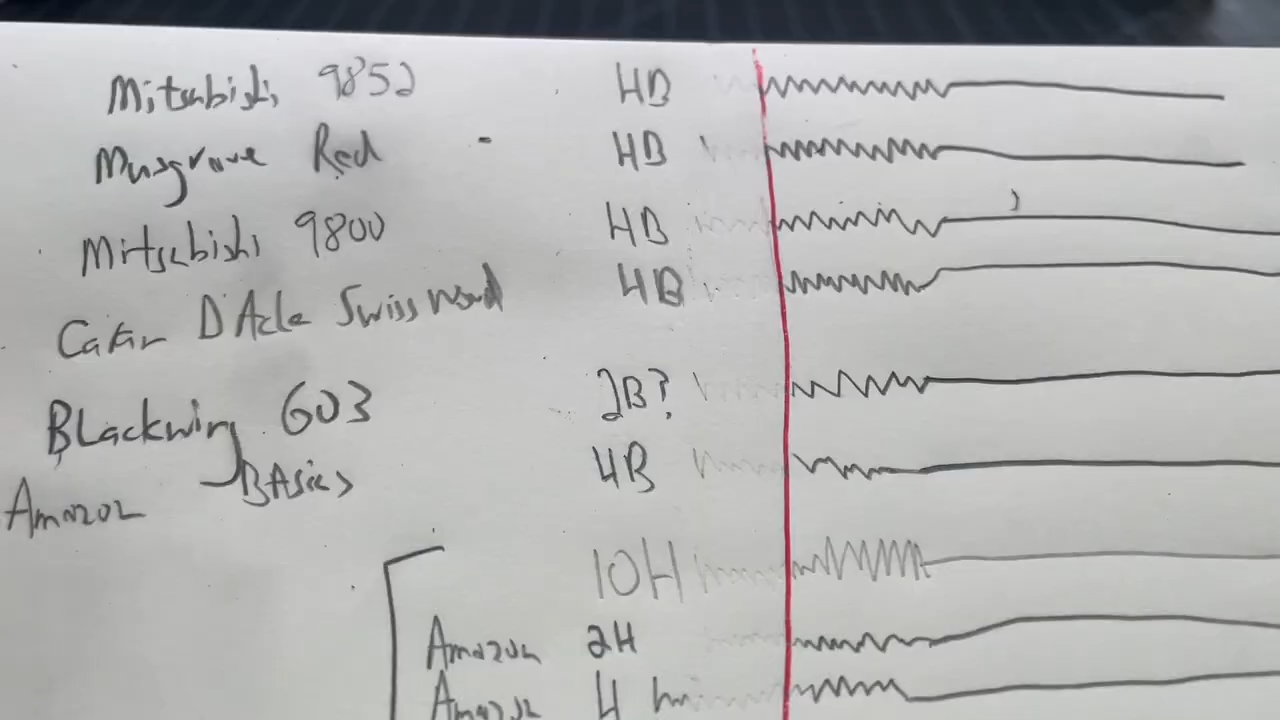 Mitsubishi 9852 HB
Musgrave Red - HB
Mitsubishi 9800 HB
Caran D'Ache Swiss Wood HB
Blackwing 603 2B?
Amazon BAsics HB
10H
Amazon 2H
Amazon H